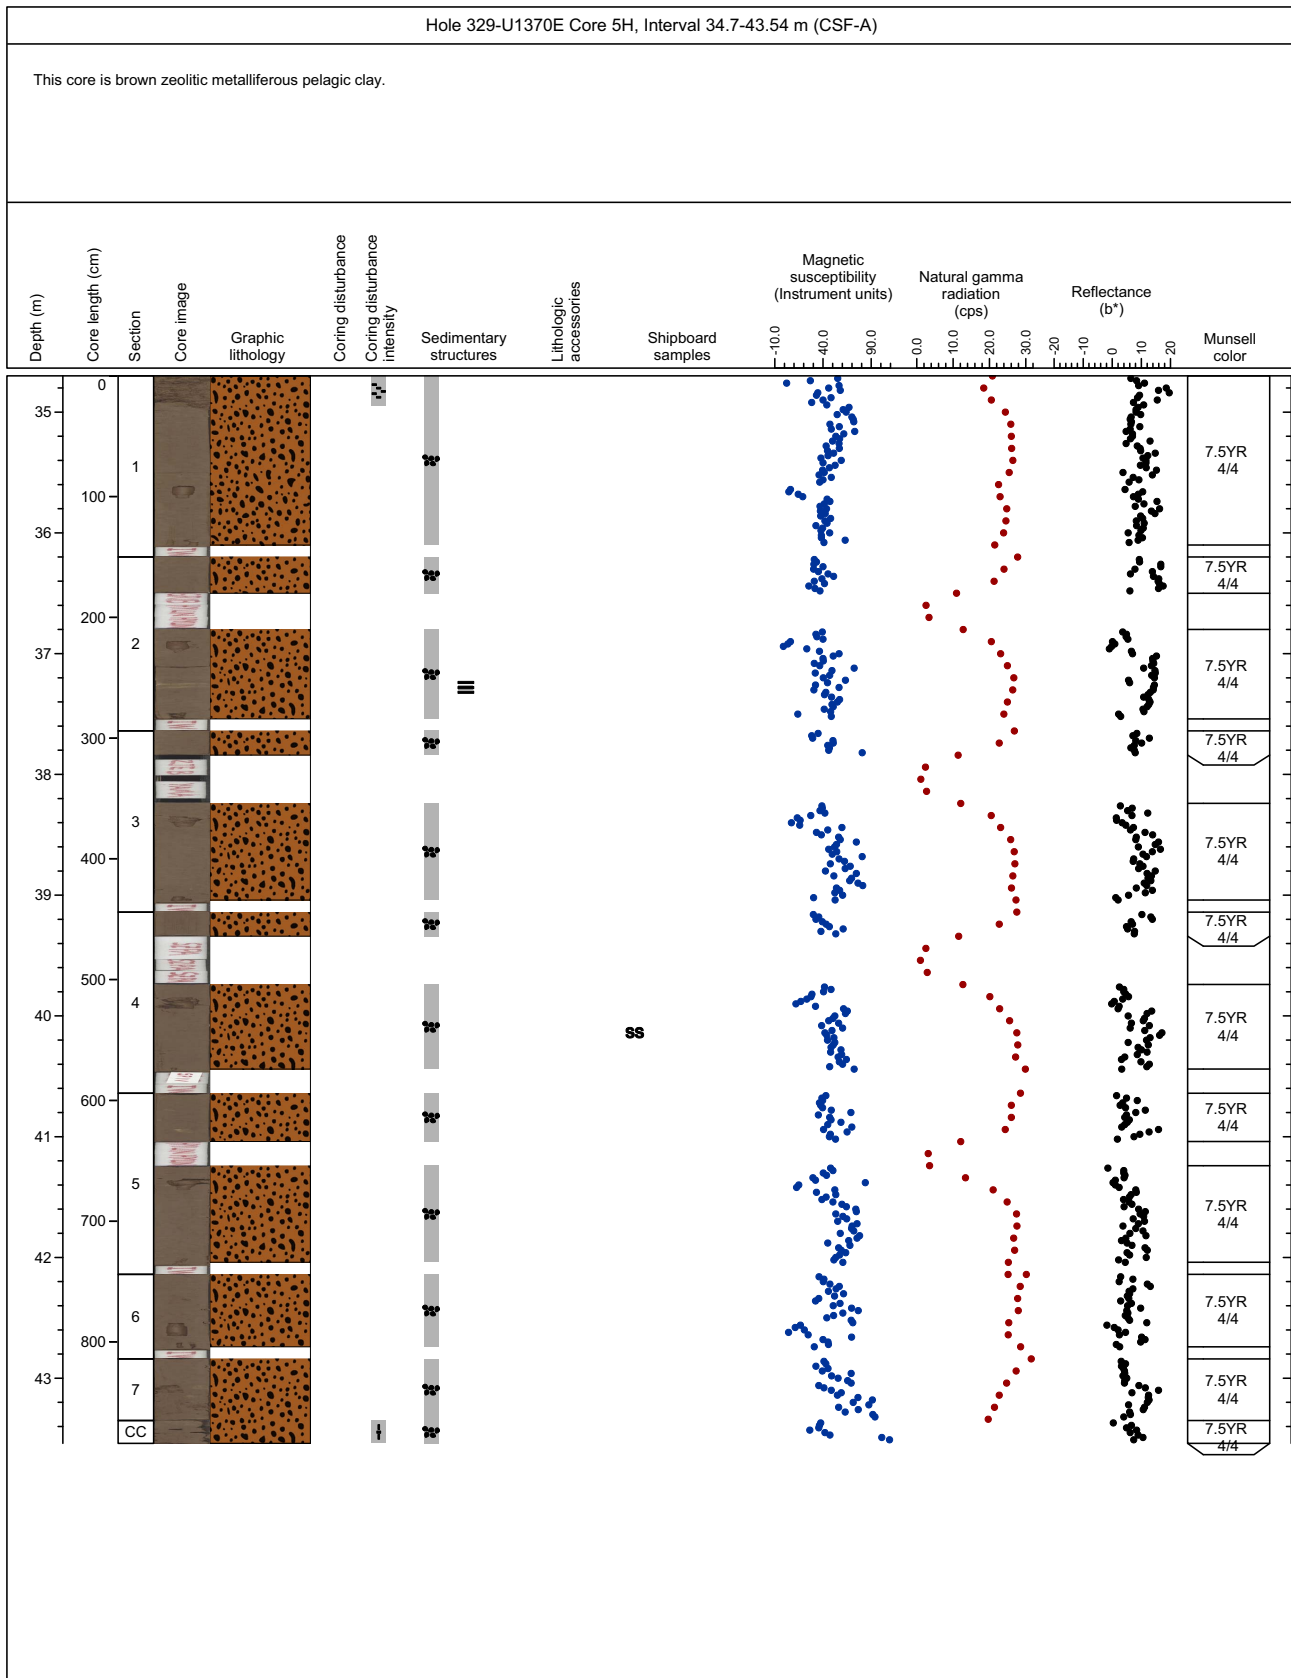 Hole 329-U1370E Core 5H, Interval 34.7-43.54 m (CSF-A)
This core is brown zeolitic metalliferous pelagic clay.
Depth (m)
Core length (cm)
Section
Core image
Graphic
lithology
Coring disturbance
Coring disturbance
intensity
Sedimentary
structures
Lithologic
accessories
Shipboard
samples
Magnetic
susceptibility
(Instrument units)
-10.0
40.0
90.0
Natural gamma
radiation
(cps)
0.0
10.0
20.0
30.0
Reflectance
(b*)
-20
-10
0
10
20
Munsell
color
35
36
37
38
39
40
41
42
43
0
100
200
300
400
500
600
700
800
1
2
3
4
5
6
7
CC
SS
7.5YR
4/4
7.5YR
4/4
7.5YR
4/4
7.5YR
4/4
7.5YR
4/4
7.5YR
4/4
7.5YR
4/4
7.5YR
4/4
7.5YR
4/4
7.5YR
4/4
7.5YR
4/4
7.5YR
4/4